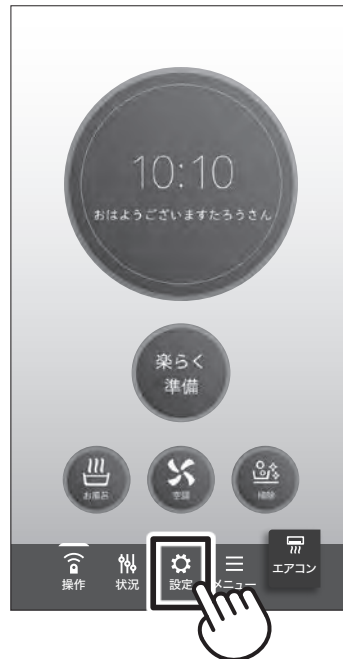 10:10
おはようございますたろうさん
楽らく
準備
お風呂
空調
掃除
操作
状況
設定
メニュー
エアコン